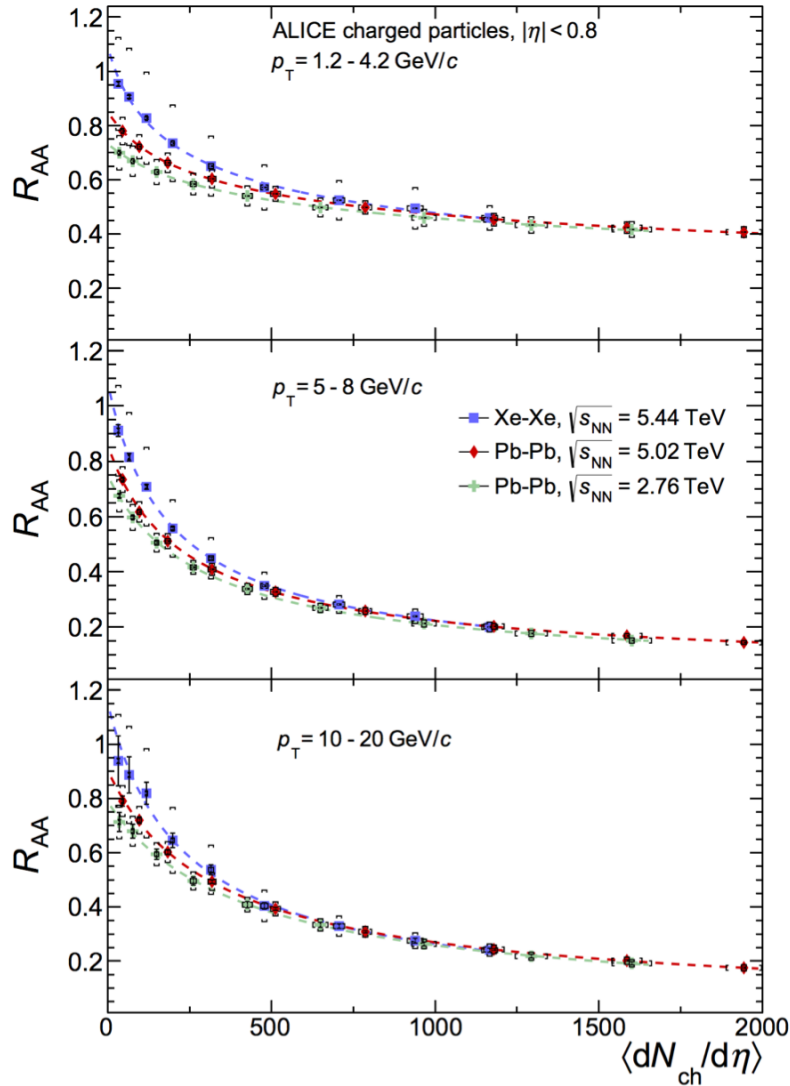 ALICE charged particles, |η| < 0.8
p_T = 1.2 - 4.2 GeV/c
R_AA
1.2
1
0.8
0.6
0.4
0.2
p_T = 5 - 8 GeV/c
Xe-Xe, √s_NN = 5.44 TeV
Pb-Pb, √s_NN = 5.02 TeV
Pb-Pb, √s_NN = 2.76 TeV
R_AA
1.2
1
0.8
0.6
0.4
0.2
p_T = 10 - 20 GeV/c
R_AA
1.2
1
0.8
0.6
0.4
0.2
0 500 1000 1500 2000
⟨dN_ch/dη⟩